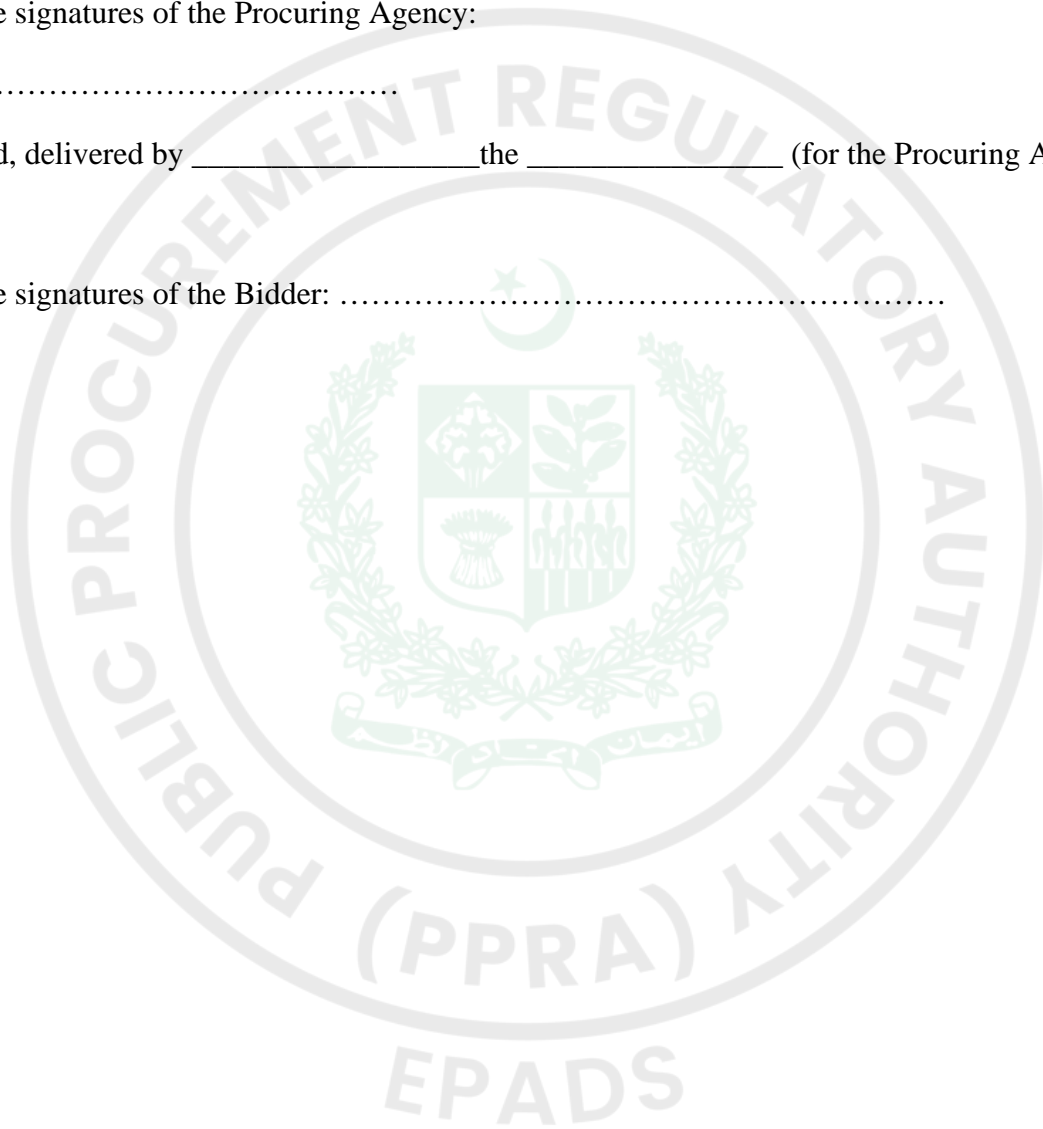 e signatures of the Procuring Agency:
……………………………………….
d, delivered by __________________the ________________ (for the Procuring A
e signatures of the Bidder: …………………………………………………….
PUBLIC PROCUREMENT REGULATORY AUTHORITY
(PPRA)
EPADS